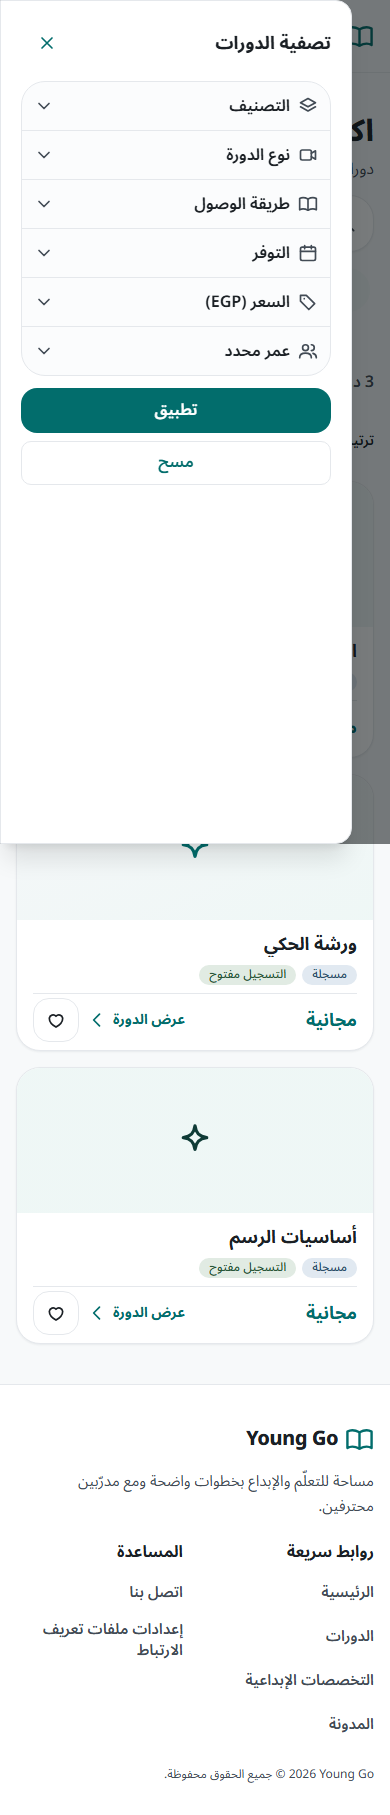 تصفية الدورات
التصنيف
نوع الدورة
طريقة الوصول
التوفر
السعر (EGP)
عمر محدد
تطبيق
مسح
3
ورشة الحكي
مسجلة
التسجيل مفتوح
مجانية
عرض الدورة
أساسيات الرسم
مسجلة
التسجيل مفتوح
مجانية
عرض الدورة
Young Go
مساحة للتعلّم والإبداع بخطوات واضحة ومع مدرّبين
محترفين.
روابط سريعة
الرئيسية
الدورات
التخصصات الإبداعية
المدونة
المساعدة
اتصل بنا
إعدادات ملفات تعريف
الارتباط
Young Go 2026 © جميع الحقوق محفوظة.